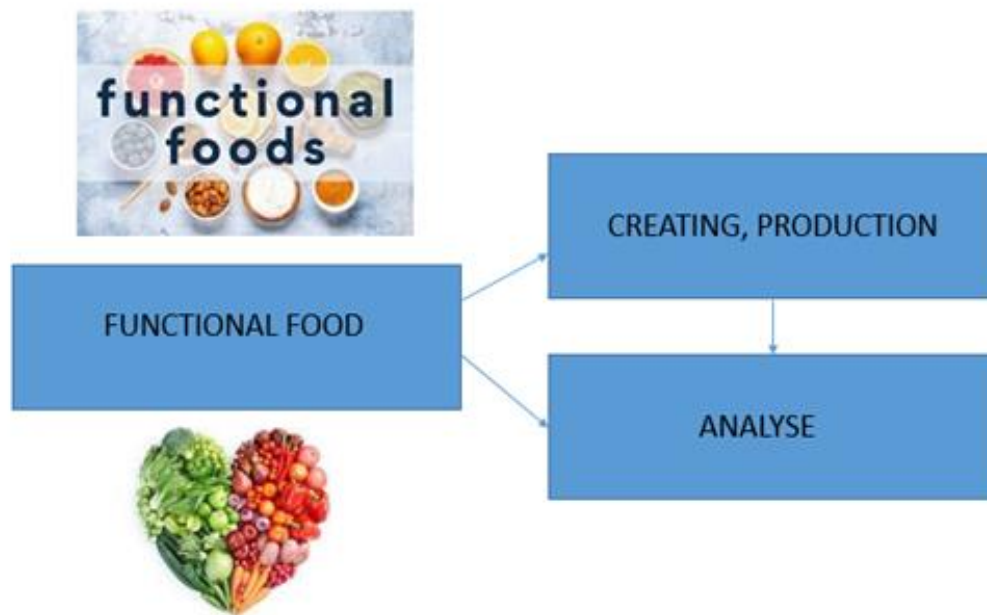 functional
foods
CREATING, PRODUCTION
FUNCTIONAL FOOD
ANALYSE